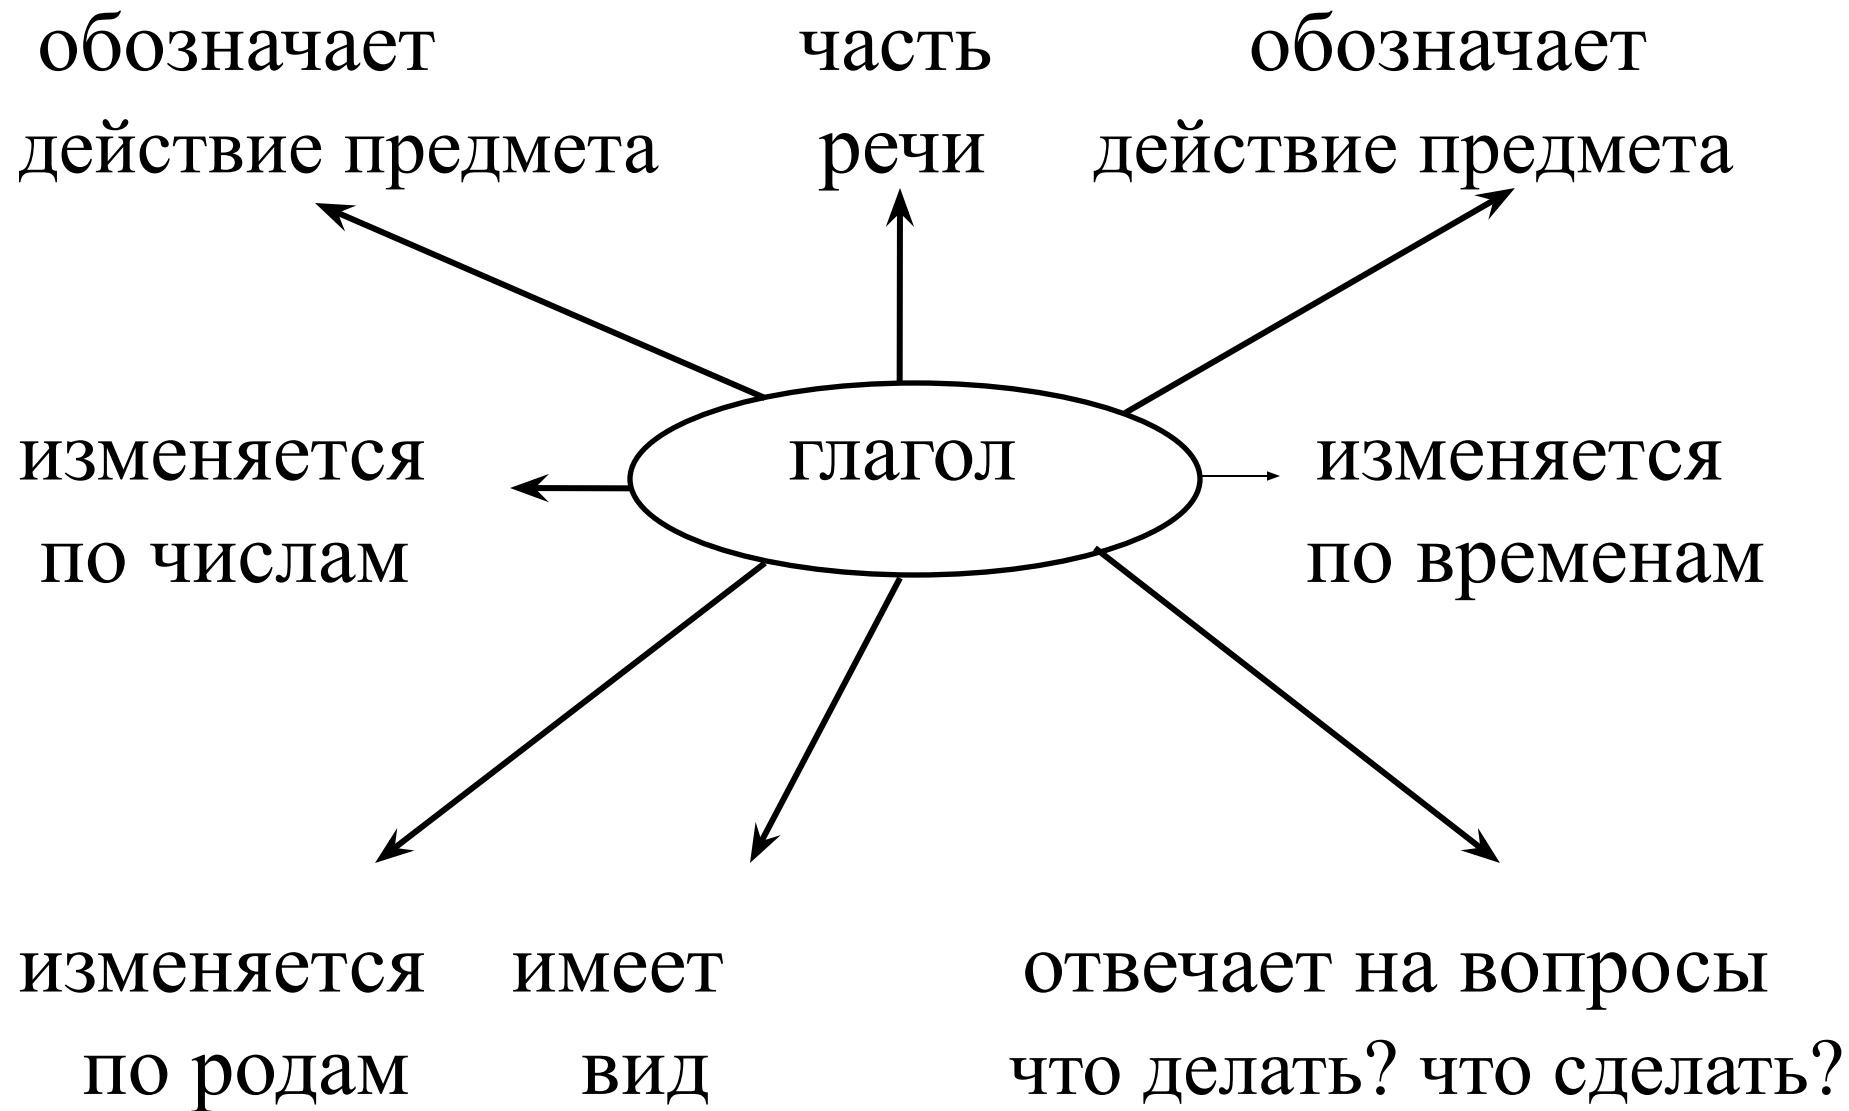 обозначает
действие предмета
часть
речи
обозначает
действие предмета
изменяется
по числам
глагол
изменяется
по временам
изменяется
по родам
имеет
вид
отвечает на вопросы
что делать? что сделать?